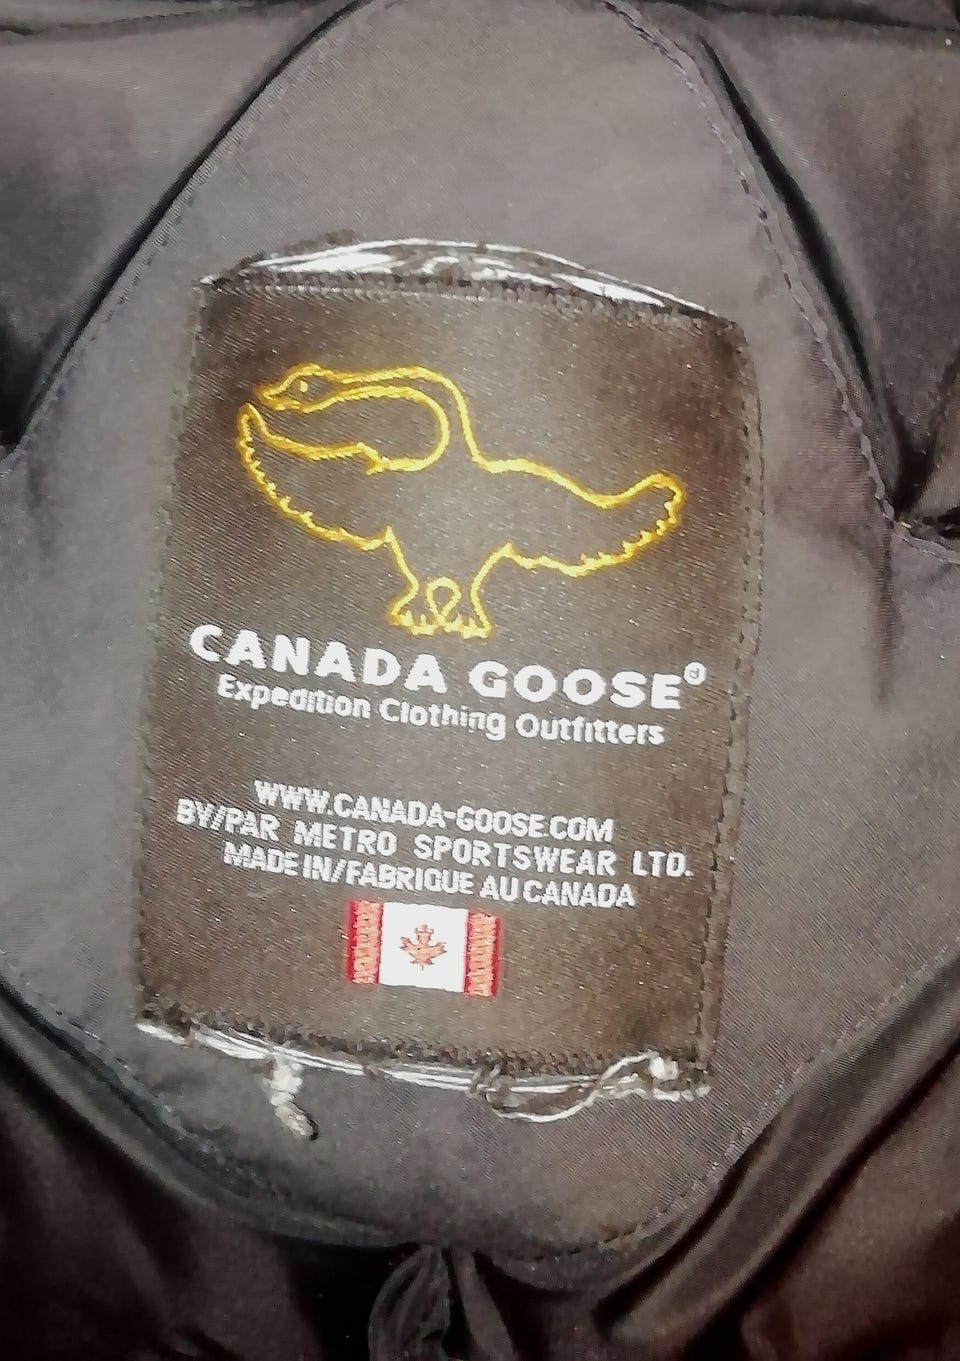 CANADA GOOSE®
Expedition Clothing Outfitters
WWW.CANADA-GOOSE.COM
BY/PAR METRO SPORTSWEAR LTD.
MADE IN/FABRIQUE AU CANADA